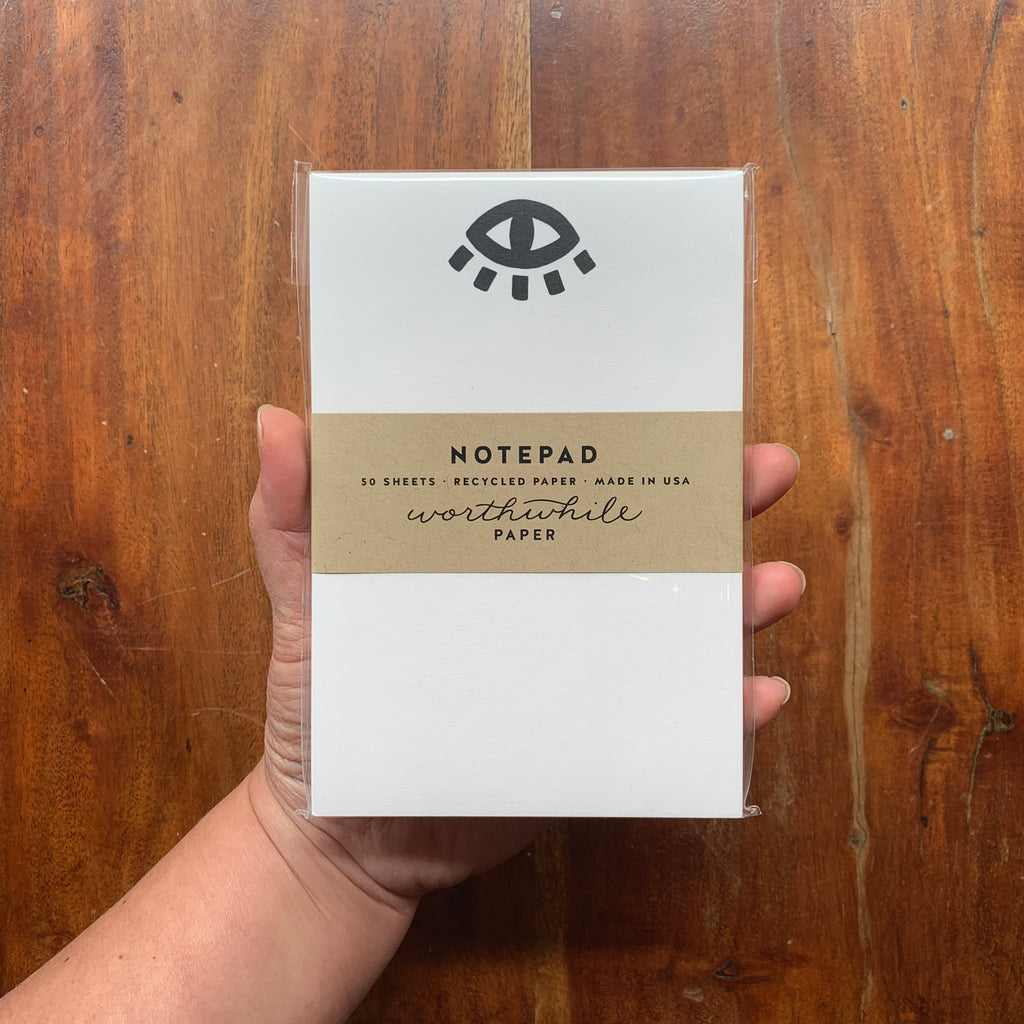 NOTEPAD
50 SHEETS · RECYCLED PAPER · MADE IN USA
worthwhile
PAPER